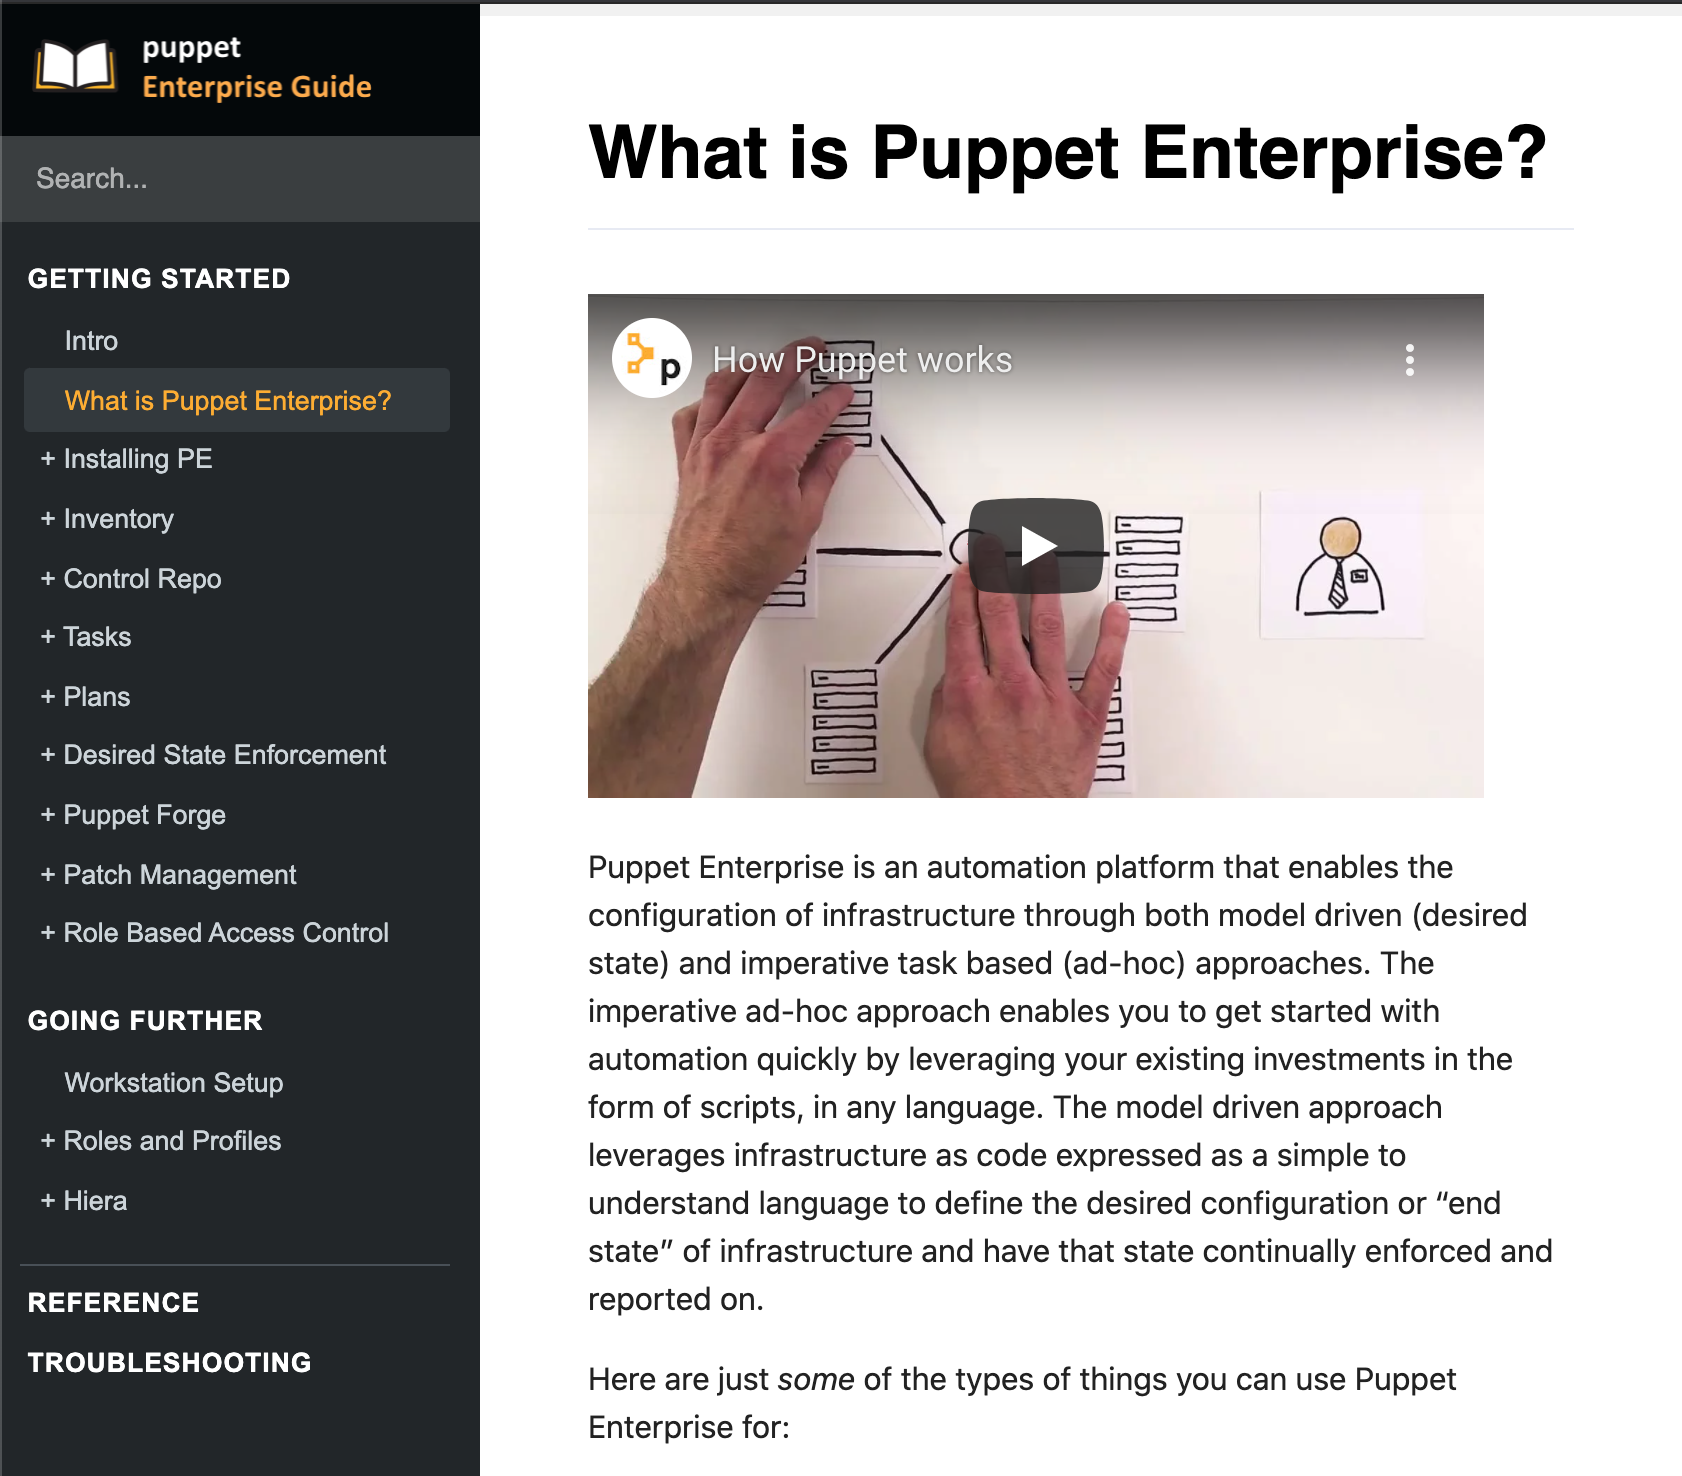 puppet
Enterprise Guide
Search...
GETTING STARTED
Intro
What is Puppet Enterprise?
+ Installing PE
+ Inventory
+ Control Repo
+ Tasks
+ Plans
+ Desired State Enforcement
+ Puppet Forge
+ Patch Management
+ Role Based Access Control
GOING FURTHER
Workstation Setup
+ Roles and Profiles
+ Hiera
REFERENCE
TROUBLESHOOTING
What is Puppet Enterprise?
p
How Puppet works
Puppet Enterprise is an automation platform that enables the
configuration of infrastructure through both model driven (desired
state) and imperative task based (ad-hoc) approaches. The
imperative ad-hoc approach enables you to get started with
automation quickly by leveraging your existing investments in the
form of scripts, in any language. The model driven approach
leverages infrastructure as code expressed as a simple to
understand language to define the desired configuration or “end
state” of infrastructure and have that state continually enforced and
reported on.
Here are just some of the types of things you can use Puppet
Enterprise for: